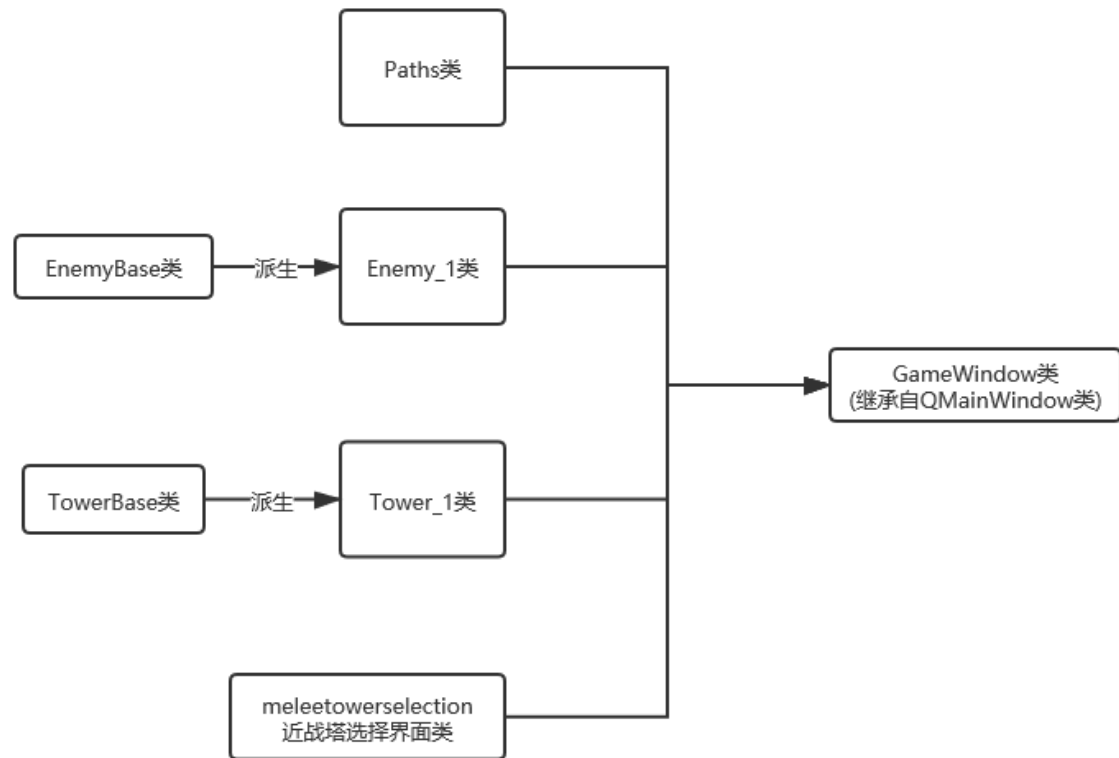 Paths类
EnemyBase类
派生
Enemy_1类
GameWindow类
(继承自QMainWindow类)
TowerBase类
派生
Tower_1类
meleetowerselection
近战塔选择界面类